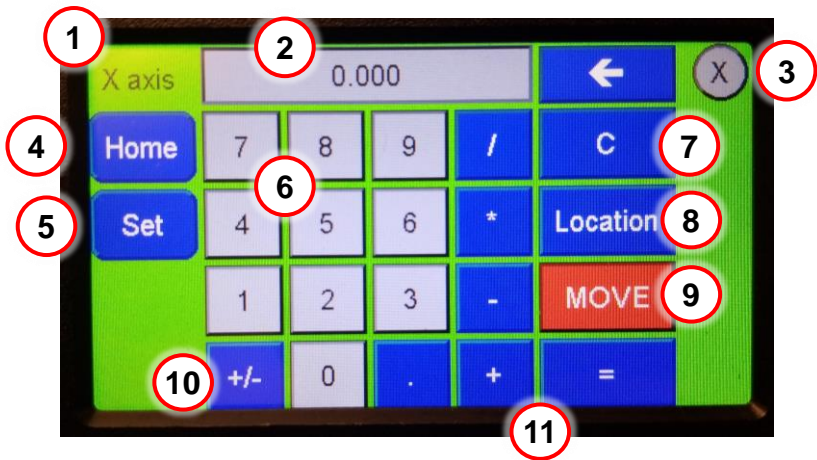 1 2 3
X axis 0.000 ← X
4 Home 7 8 9 / C 7
6
5 Set 4 5 6 * Location 8
1 2 3 - MOVE 9
10 +/- 0 . + =
11